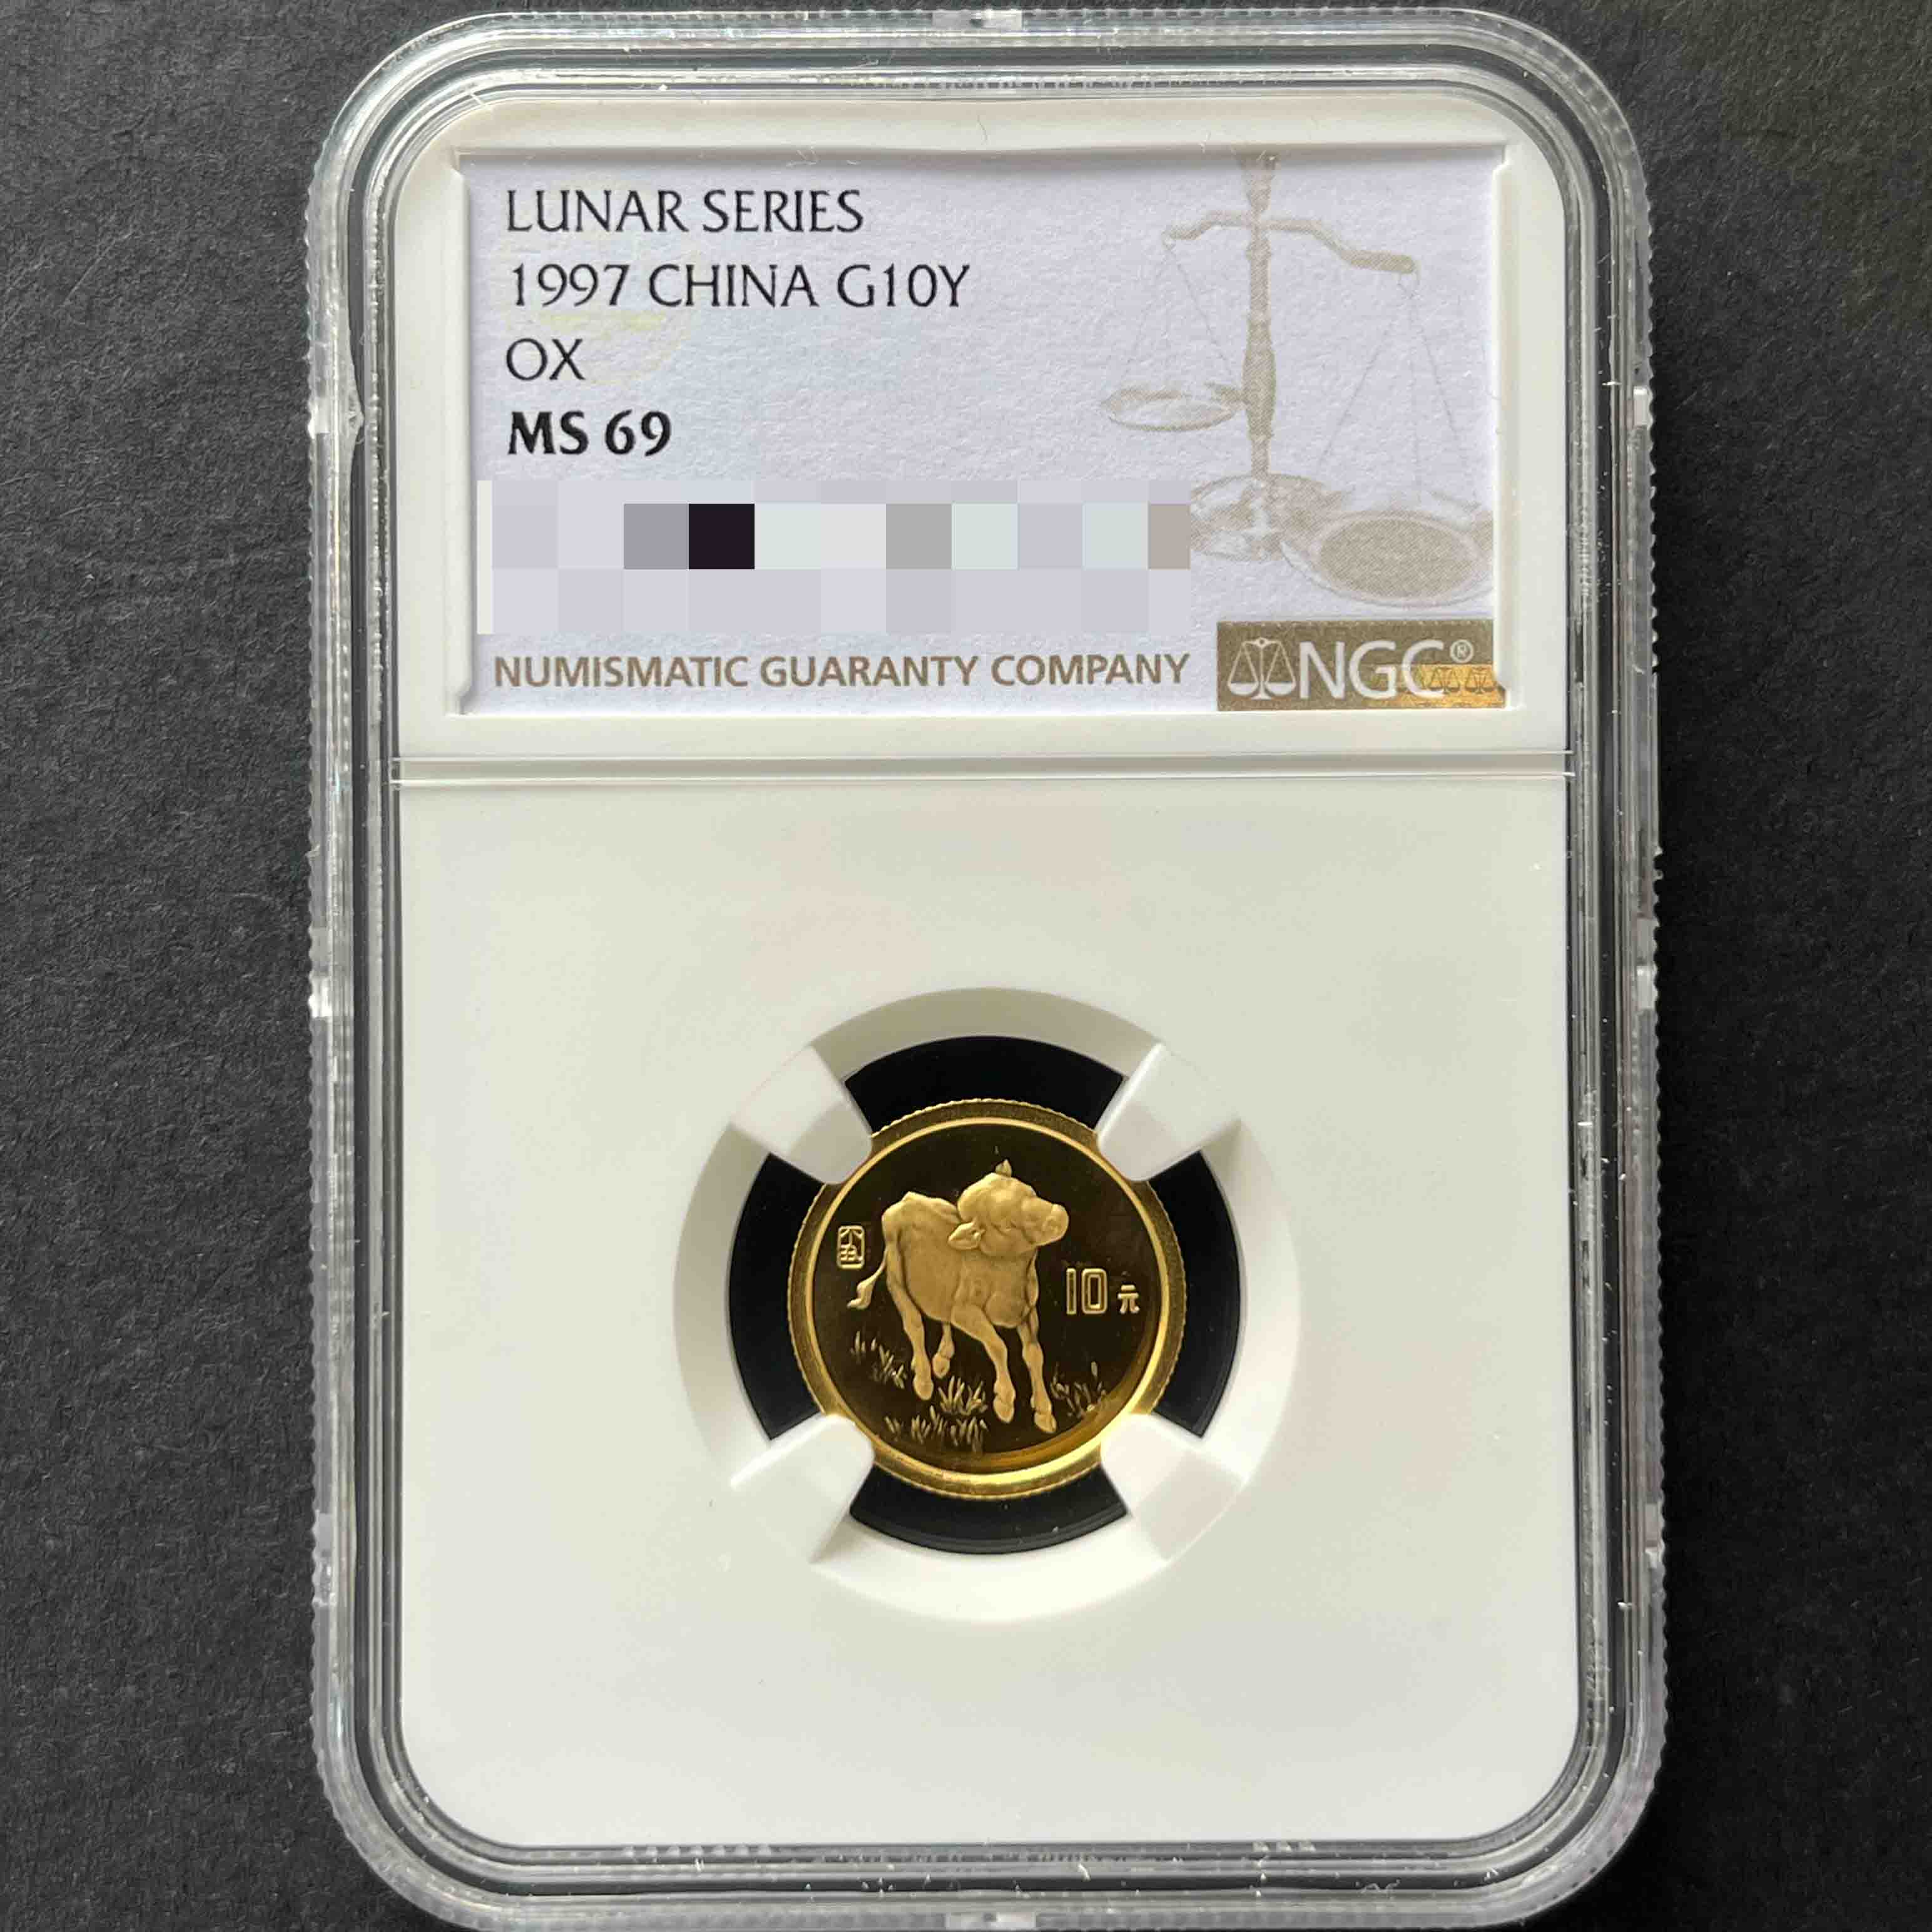 LUNAR SERIES
1997 CHINA G10Y
OX
MS 69
NUMISMATIC GUARANTY COMPANY
NGC®
10元